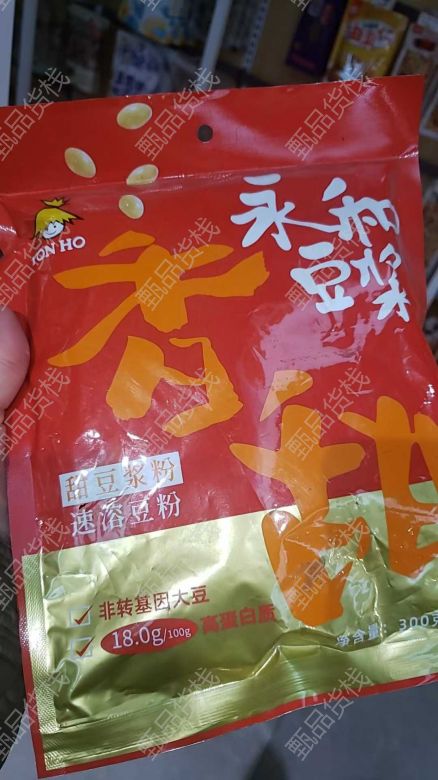 YON HO
永和
豆浆
香甜
甜豆浆粉
速溶豆粉
非转基因大豆
18.0g/100g 高蛋白质
净含量：300克
甄品货栈